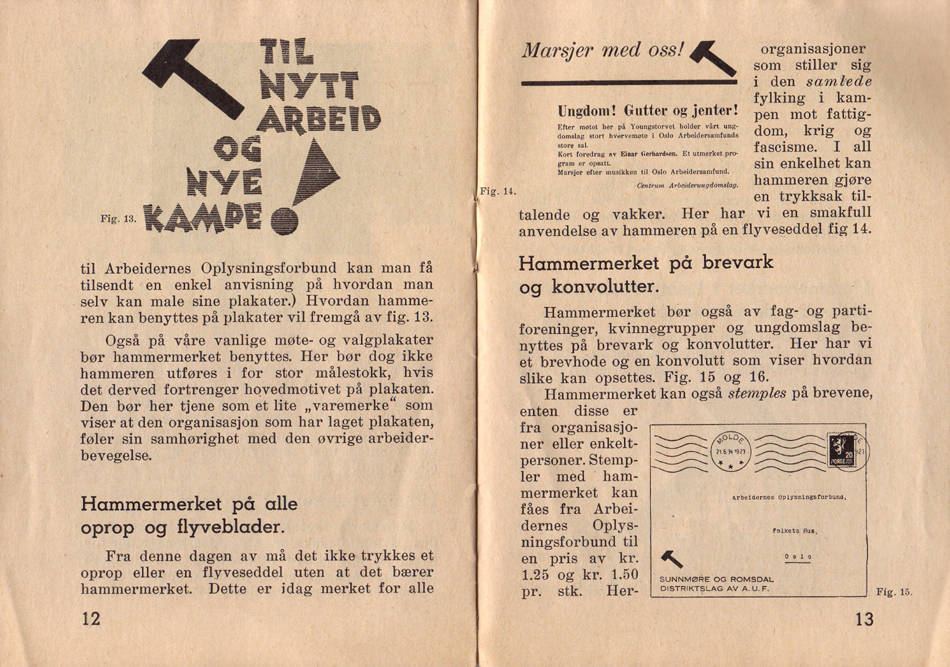 TIL
NYTT
ARBEID
OG
NYE
KAMPE!
Fig. 13.
til Arbeidernes Oplysningsforbund kan man få
tilsendt en enkel anvisning på hvordan man
selv kan male sine plakater.) Hvordan hamme-
ren kan benyttes på plakater vil fremgå av fig. 13.
Også på våre vanlige møte- og valgplakater
bør hammermerket benyttes. Her bør dog ikke
hammeren utføres i for stor målestokk, hvis
det derved fortrenger hovedmotivet på plakaten.
Den bør her tjene som et lite „varemerke“ som
viser at den organisasjon som har laget plakaten,
føler sin samhørighet med den øvrige arbeider-
bevegelse.
Hammermerket på alle
oprop og flyveblader.
Fra denne dagen av må det ikke trykkes et
oprop eller en flyveseddel uten at det bærer
hammermerket. Dette er idag merket for alle
12
Marsjer med oss!
Ungdom! Gutter og jenter!
Efter møtet her på Youngstorvet holder vårt ung-
domslag stort hvervemøte i Oslo Arbeidersamfunds
store sal.
Kort foredrag av Einar Gerhardsen. Et utmerket pro-
gram er opsatt.
Marsjer efter musikken til Oslo Arbeidersamfund.
Centrum Arbeiderungdomslag.
Fig. 14.
organisasjoner
som stiller sig
i den samlede
fylking i kam-
pen mot fattig-
dom, krig og
fascisme. I all
sin enkelhet kan
hammeren gjøre
en trykksak til-
talende og vakker. Her har vi en smakfull
anvendelse av hammeren på en flyveseddel fig 14.
Hammermerket på brevark
og konvolutter.
Hammermerket bør også av fag- og parti-
foreninger, kvinnegrupper og ungdomslag be-
nyttes på brevark og konvolutter. Her har vi
et brevhode og en konvolutt som viser hvordan
slike kan opsettes. Fig. 15 og 16.
Hammermerket kan også stemples på brevene,
enten disse er
fra organisasjo-
ner eller enkelt-
personer. Stemp-
ler med ham-
mermerket kan
fåes fra Arbei-
dernes Oplys-
ningsforbund til
en pris av kr.
1.25 og kr. 1.50
pr. stk. Her-
MOLDE
20
NORGE
Arbeidernes Oplysningsforbund,
Folkets Hus,
Oslo
SUNNMØRE OG ROMSDAL
DISTRIKTSLAG AV A. U. F.
Fig. 15.
13